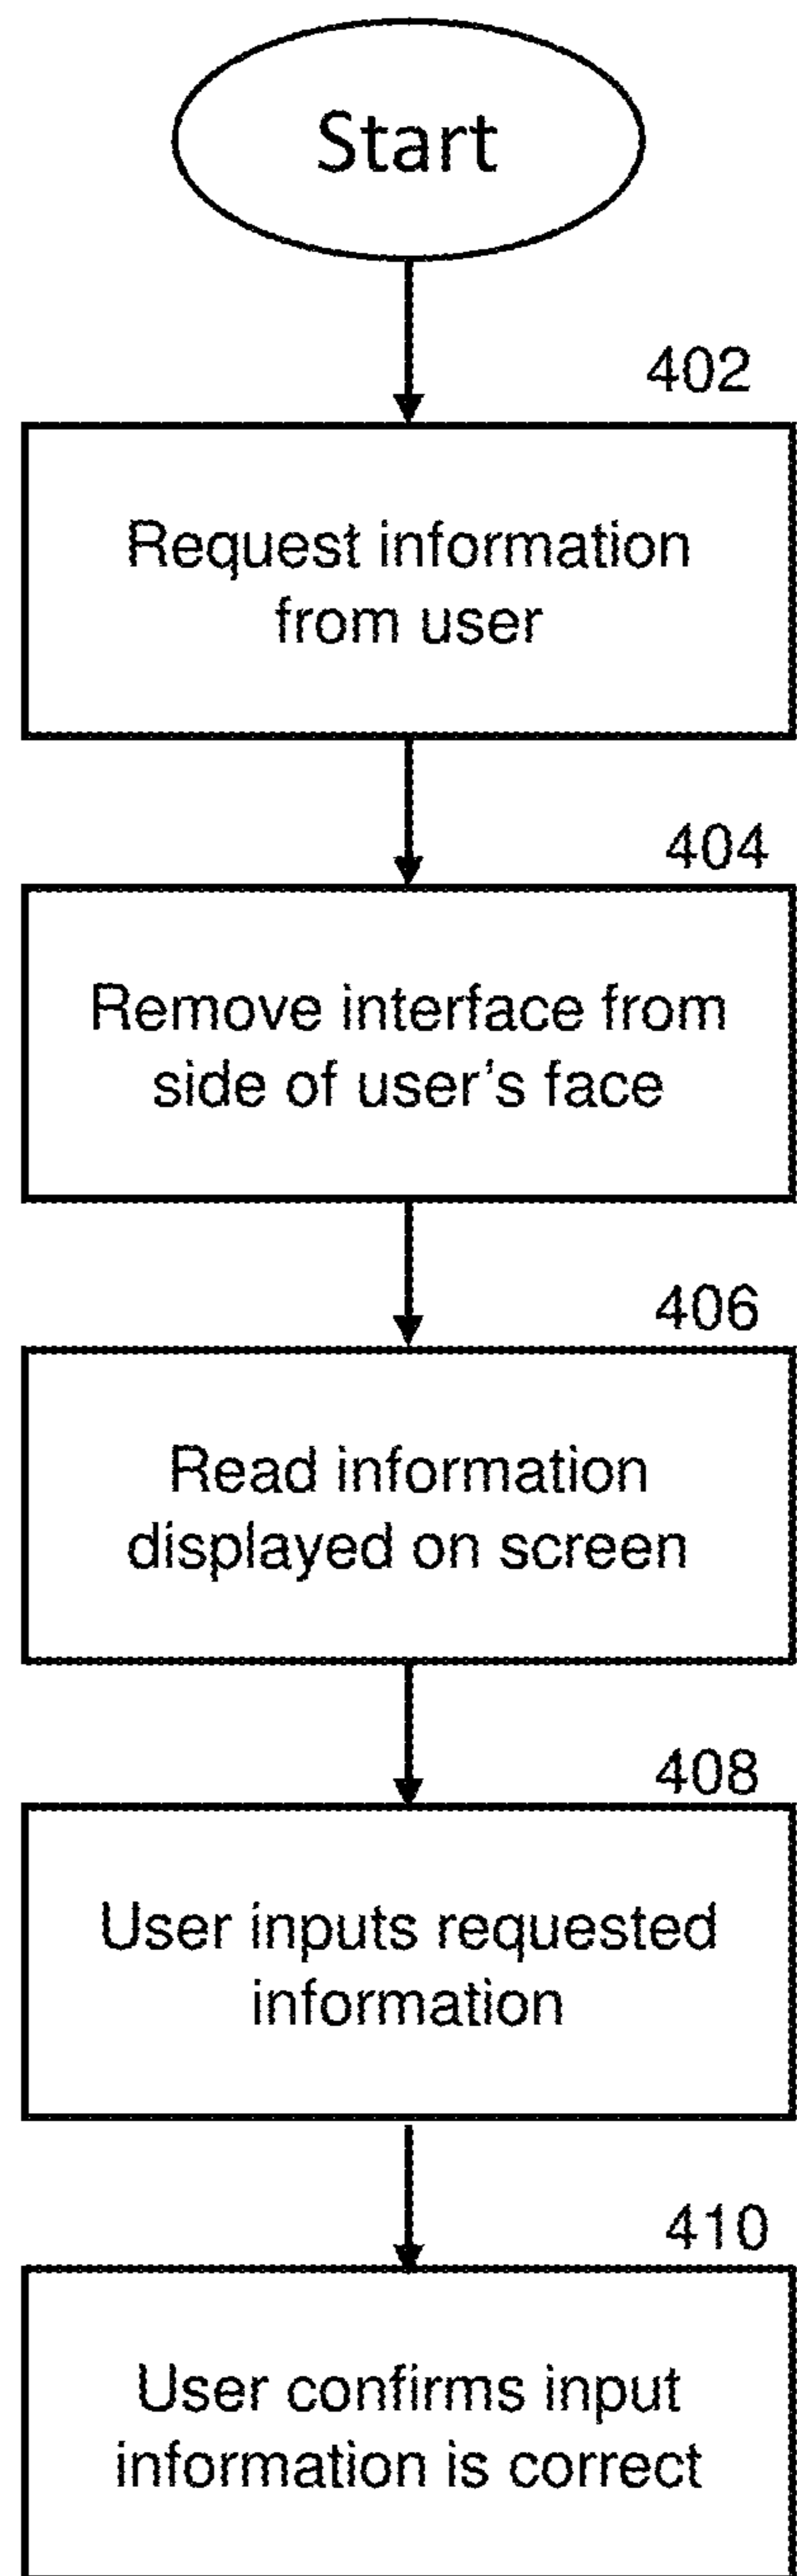 Start
402
Request information
from user
404
Remove interface from
side of user's face
406
Read information
displayed on screen
408
User inputs requested
information
410
User confirms input
information is correct